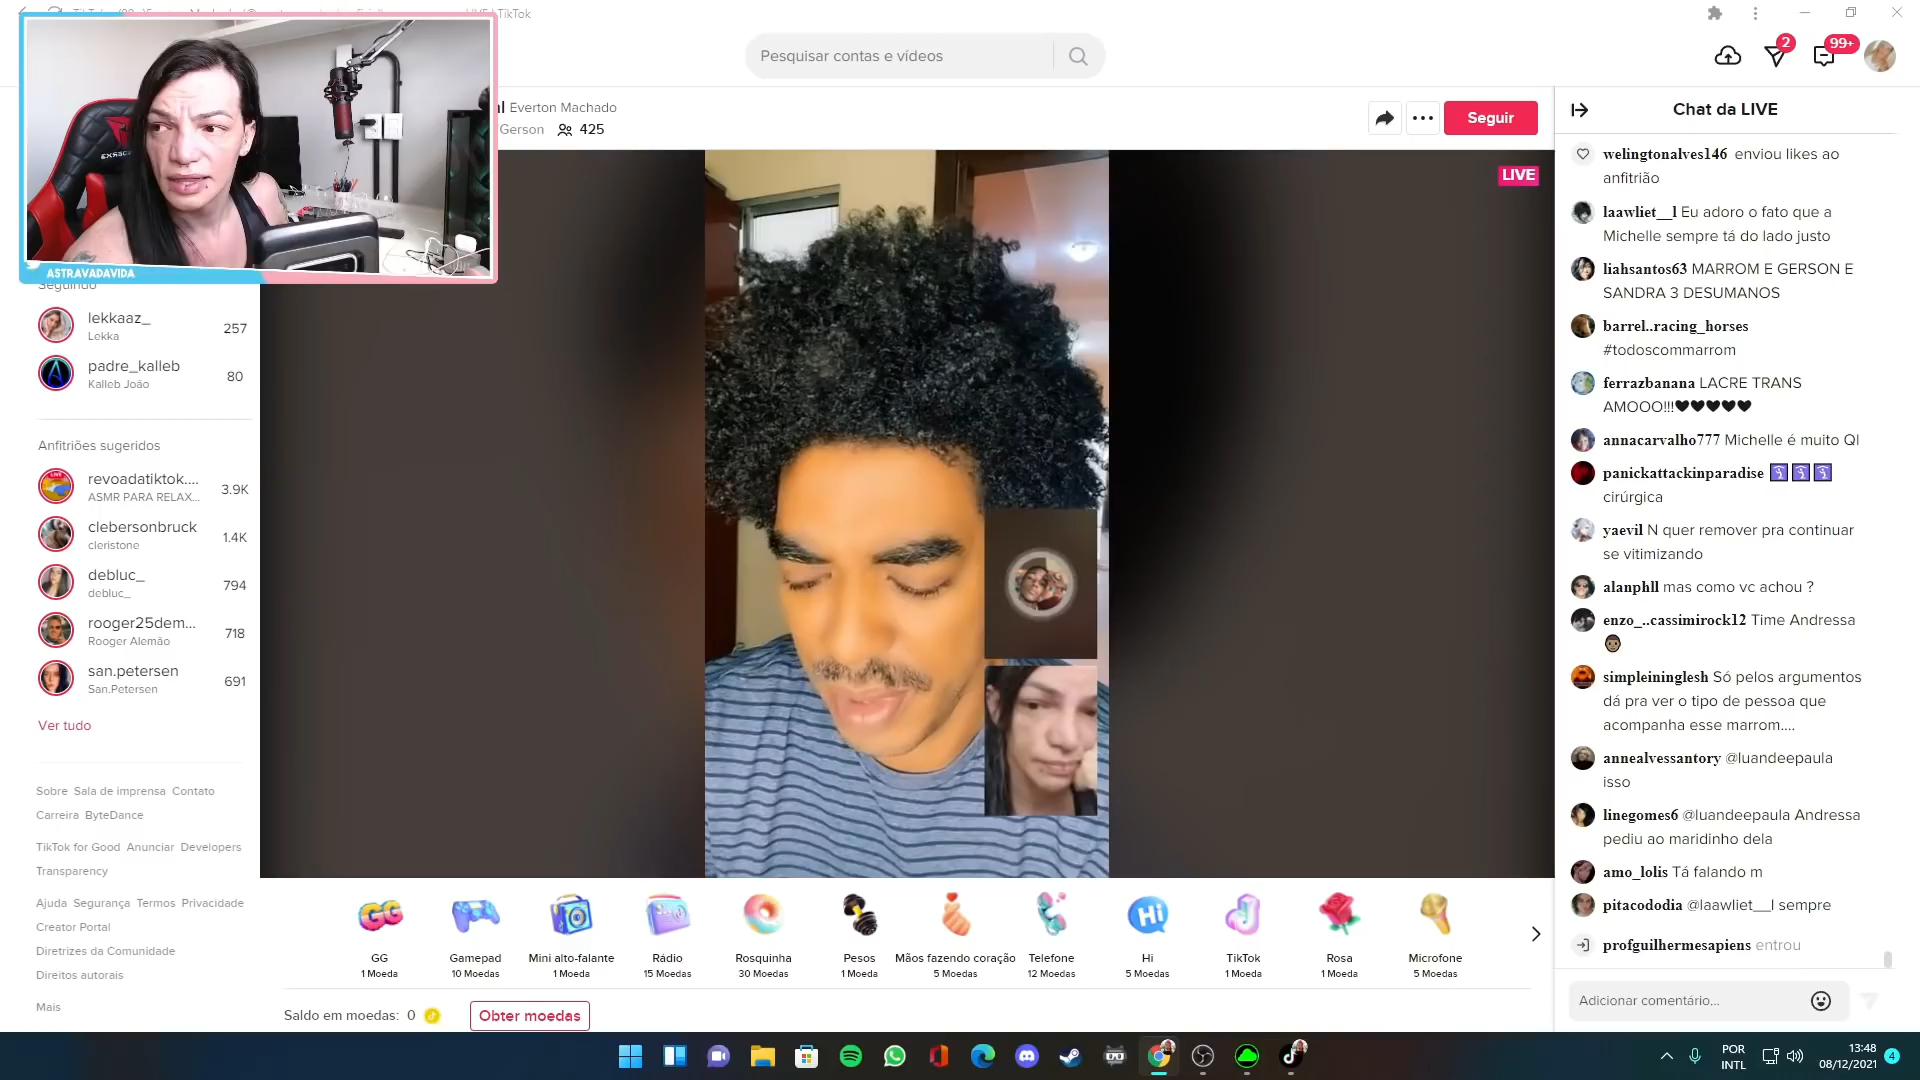 Pesquisar contas e vídeos
2
99+
ASTRAVADAVIDA
Everton Machado
Gerson 425
Seguir
LIVE
Seguindo
lekkaaz_
Lekka
257
padre_kalleb
Kalleb João
80
Anfitriões sugeridos
revoadatiktok....
ASMR PARA RELAX...
3.9K
clebersonbruck
cleristone
1.4K
debluc_
debluc_
794
rooger25dem...
Rooger Alemão
718
san.petersen
San.Petersen
691
Ver tudo
Sobre Sala de imprensa Contato
Carreira ByteDance
TikTok for Good Anunciar Developers
Transparency
Ajuda Segurança Termos Privacidade
Creator Portal
Diretrizes da Comunidade
Direitos autorais
Mais
GG
1 Moeda
Gamepad
10 Moedas
Mini alto-falante
1 Moeda
Rádio
15 Moedas
Rosquinha
30 Moedas
Pesos
1 Moeda
Mãos fazendo coração
5 Moedas
Telefone
12 Moedas
Hi
Hi
5 Moedas
TikTok
1 Moeda
Rosa
1 Moeda
Microfone
5 Moedas
Saldo em moedas: 0
Obter moedas
Chat da LIVE
welingtonalves146 enviou likes ao
anfitrião
laawliet__l Eu adoro o fato que a
Michelle sempre tá do lado justo
liahsantos63 MARROM E GERSON E
SANDRA 3 DESUMANOS
barrel..racing_horses
#todoscommarrom
ferrazbanana LACRE TRANS
AMOOO!!!🖤🖤🖤🖤🖤
annacarvalho777 Michelle é muito QI
panickattackinparadise
cirúrgica
yaevil N quer remover pra continuar
se vitimizando
alanphll mas como vc achou ?
enzo_..cassimirock12 Time Andressa
simpleininglesh Só pelos argumentos
dá pra ver o tipo de pessoa que
acompanha esse marrom....
annealvessantory @luandeepaula
isso
linegomes6 @luandeepaula Andressa
pediu ao maridinho dela
amo_lolis Tá falando m
pitacododia @laawliet__l sempre
profguilhermesapiens entrou
Adicionar comentário...
POR
INTL
13:48
08/12/2021
4